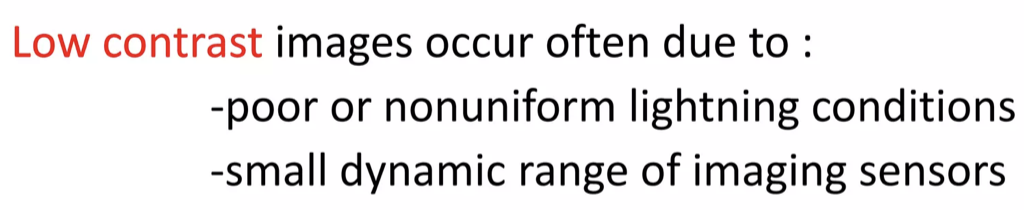 Low contrast images occur often due to :
-poor or nonuniform lightning conditions
-small dynamic range of imaging sensors